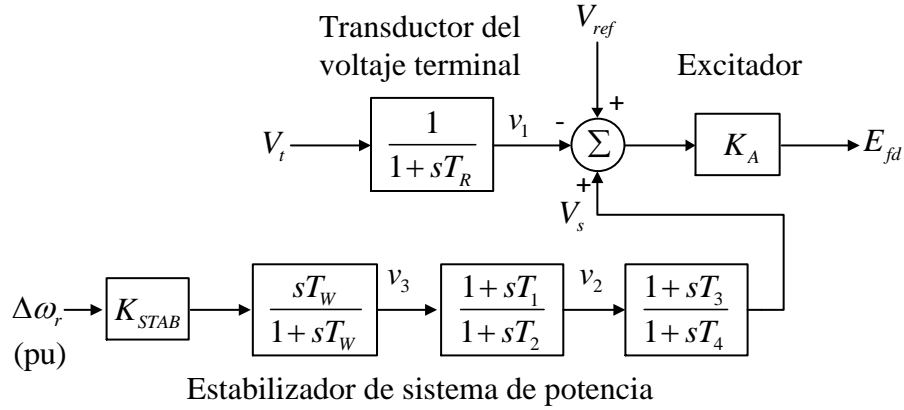 Transductor del
voltaje terminal
V_ref
Excitador
V_t
1
1 + sT_R
v_1
-
+
Σ
+
K_A
E_fd
V_s
Δω_r
(pu)
K_STAB
sT_W
1 + sT_W
v_3
1 + sT_1
1 + sT_2
v_2
1 + sT_3
1 + sT_4
Estabilizador de sistema de potencia